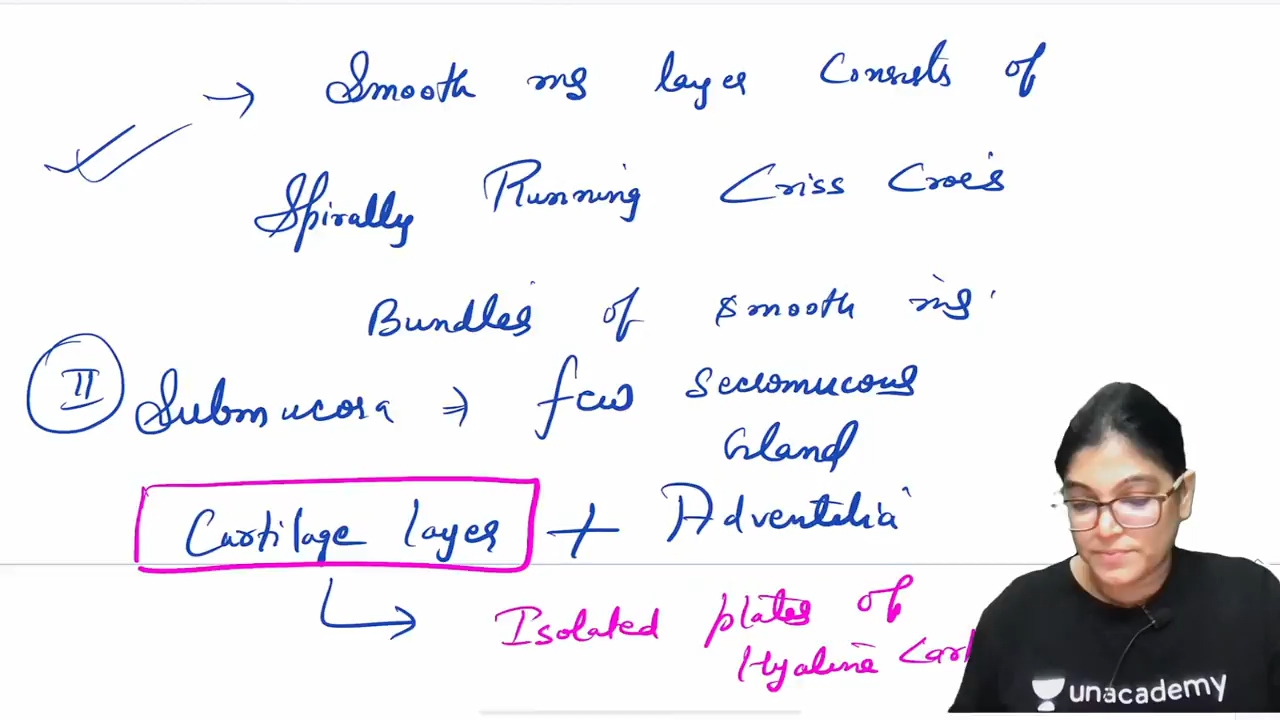 → Smooth ms layer Consists of
Spirally Running Criss Cross
Bundles of smooth ms
II Submucosa ⇒ few seromucous
Gland
Cartilage layer + Adventitia
Isolated plates of
Hyaline Cart
unacademy